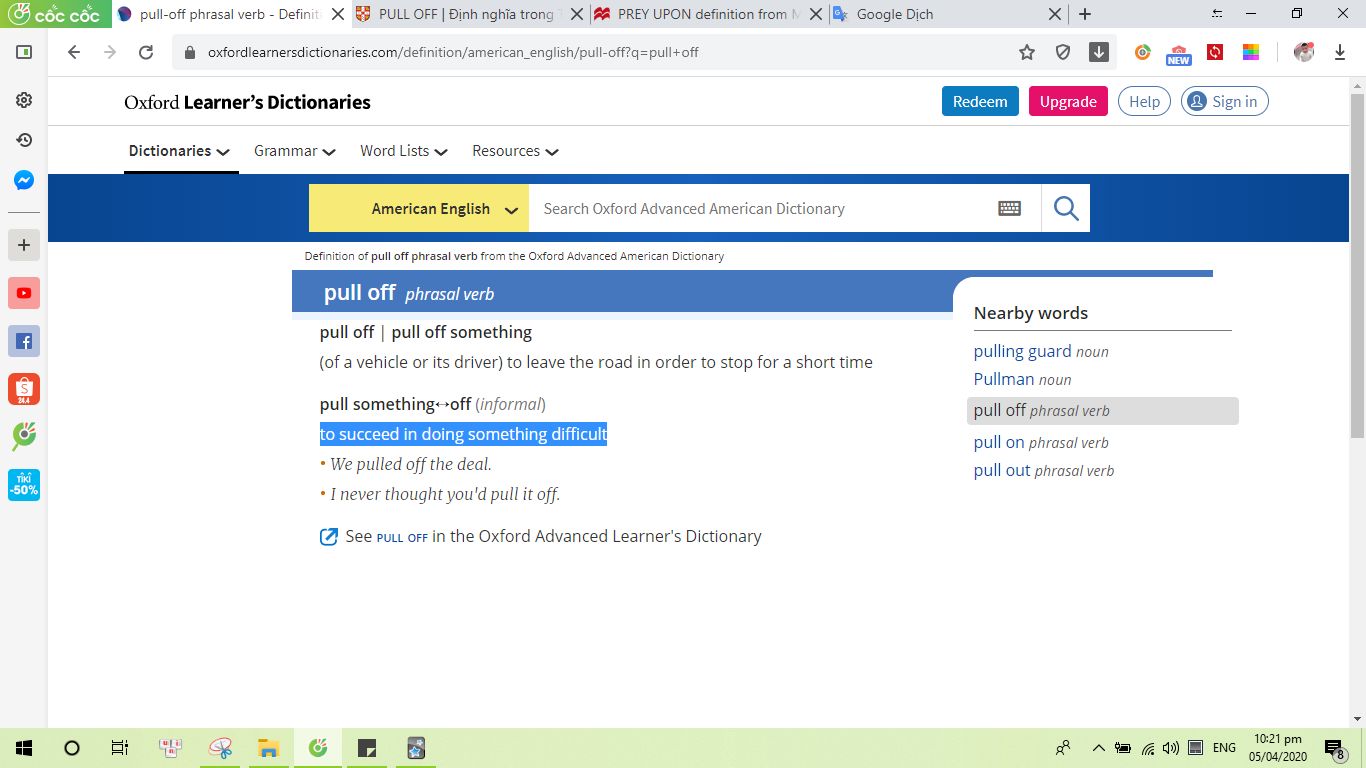 cốc cốc
pull-off phrasal verb - Definit
PULL OFF | Định nghĩa trong T
PREY UPON definition from M
Google Dịch
oxfordlearnersdictionaries.com/definition/american_english/pull-off?q=pull+off
NEW
Oxford Learner's Dictionaries
Redeem
Upgrade
Help
Sign in
Dictionaries
Grammar
Word Lists
Resources
American English
Search Oxford Advanced American Dictionary
Definition of pull off phrasal verb from the Oxford Advanced American Dictionary
pull off phrasal verb
pull off | pull off something
(of a vehicle or its driver) to leave the road in order to stop for a short time
pull something↔off (informal)
to succeed in doing something difficult
• We pulled off the deal.
• I never thought you'd pull it off.
See PULL OFF in the Oxford Advanced Learner's Dictionary
Nearby words
pulling guard noun
Pullman noun
pull off phrasal verb
pull on phrasal verb
pull out phrasal verb
24.4
TIKI
-50%
ENG
10:21 pm
05/04/2020
8